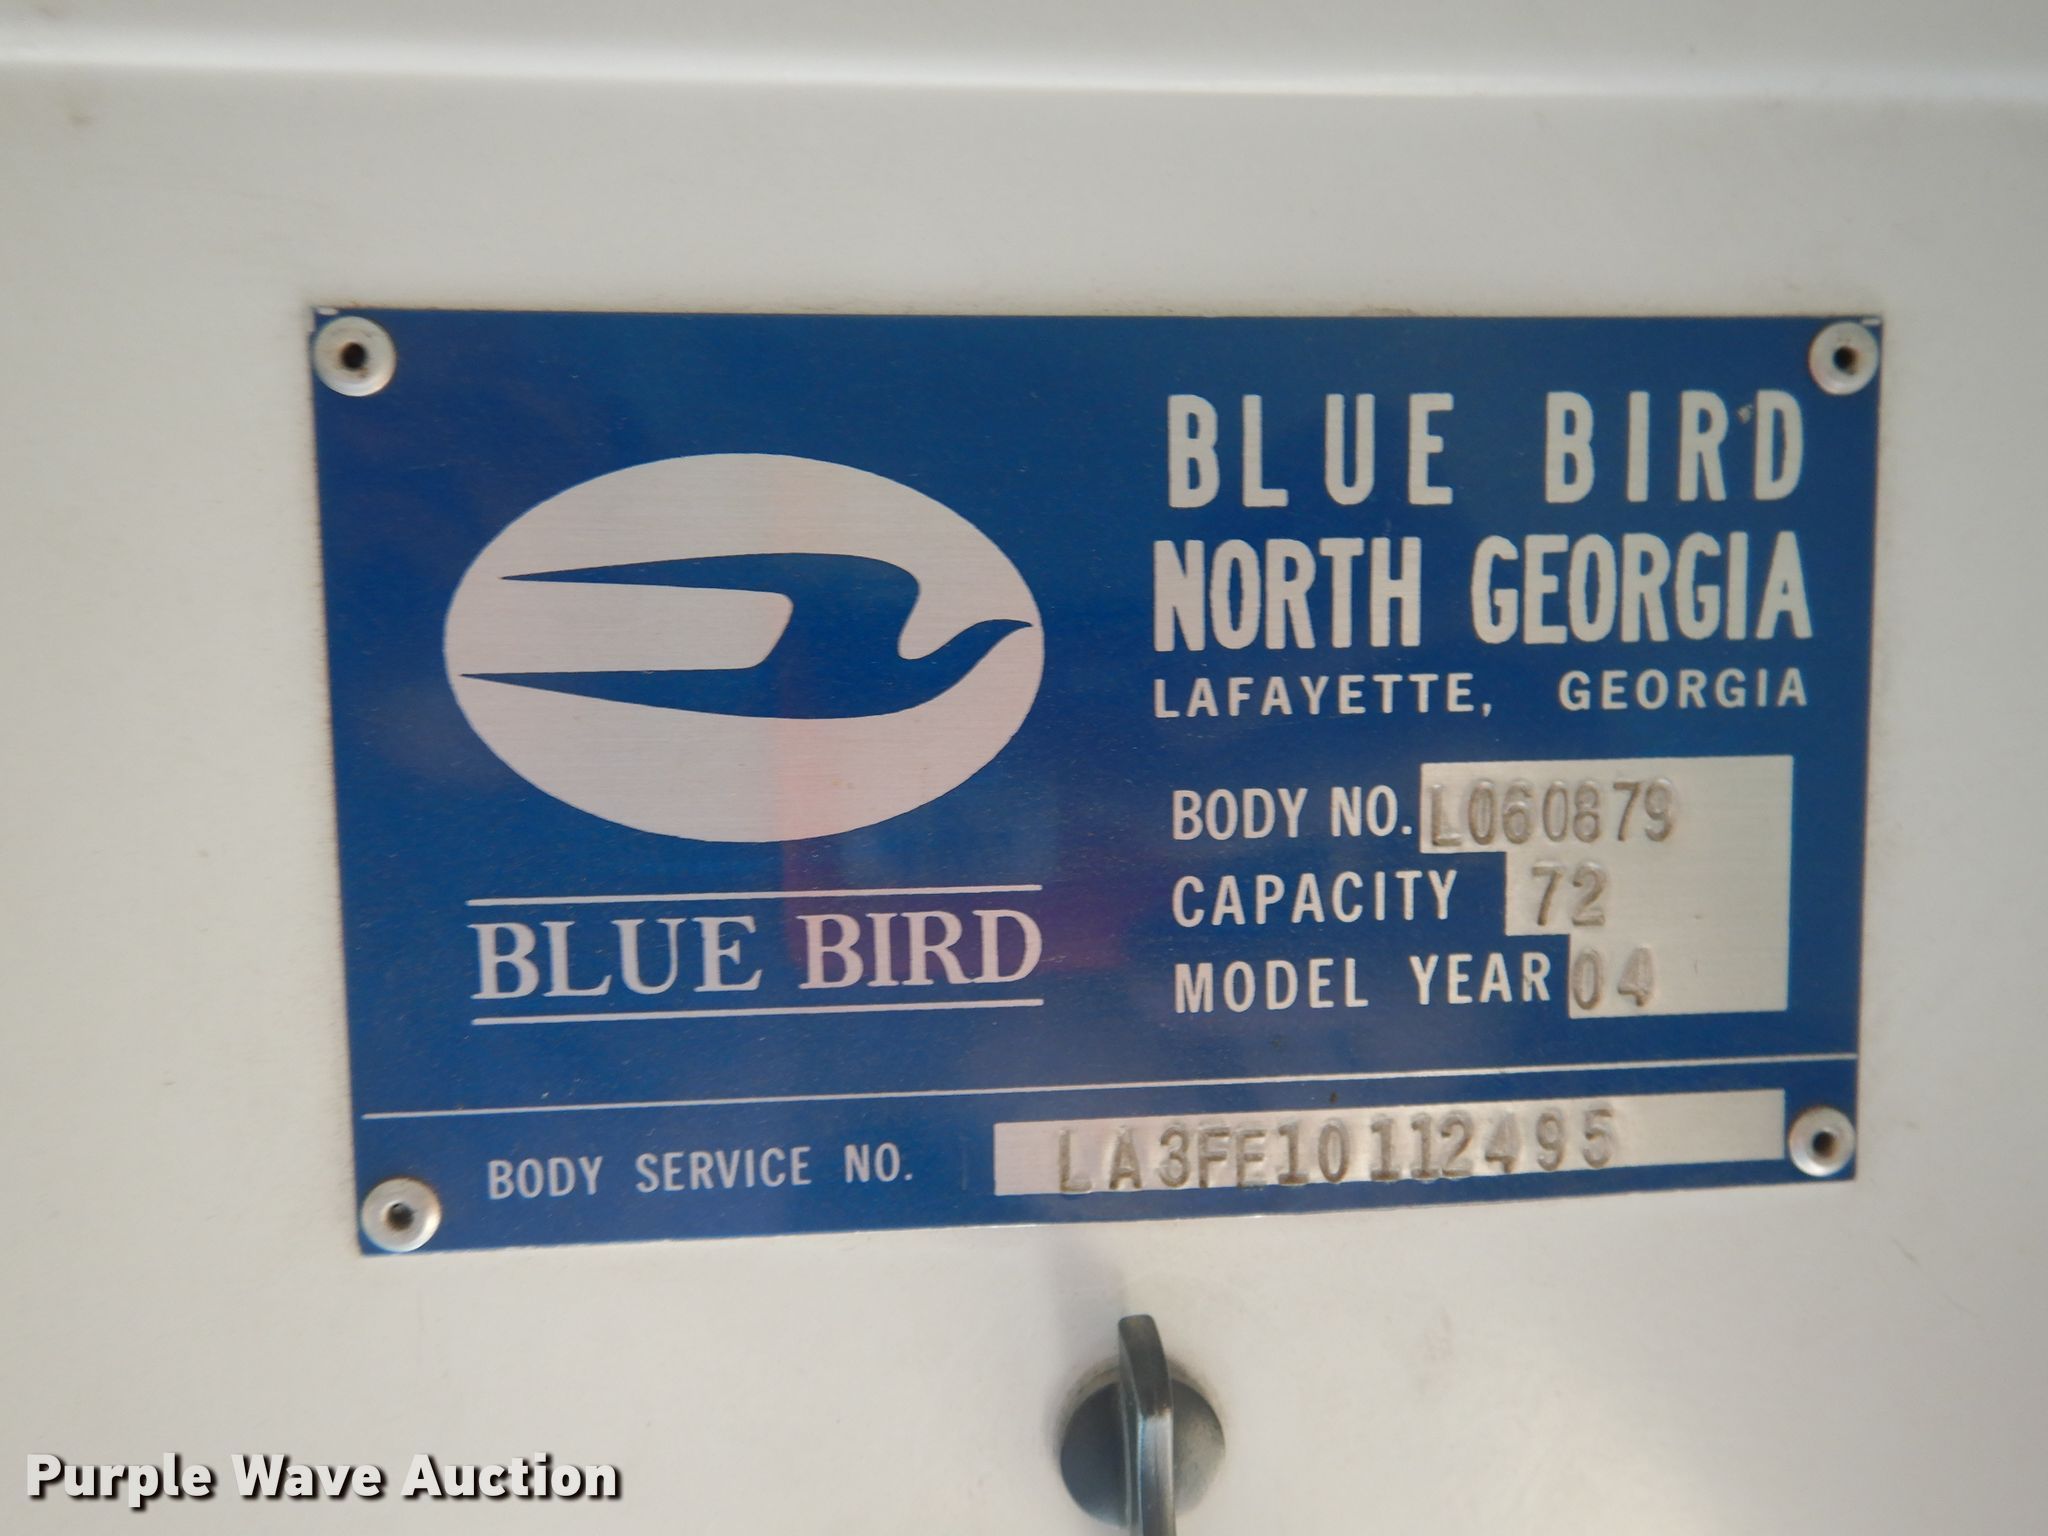 BLUE BIRD
NORTH GEORGIA
LAFAYETTE, GEORGIA
BODY NO. L060879
CAPACITY 72
MODEL YEAR 04
BLUE BIRD
BODY SERVICE NO. LA3FE10112495
Purple Wave Auction